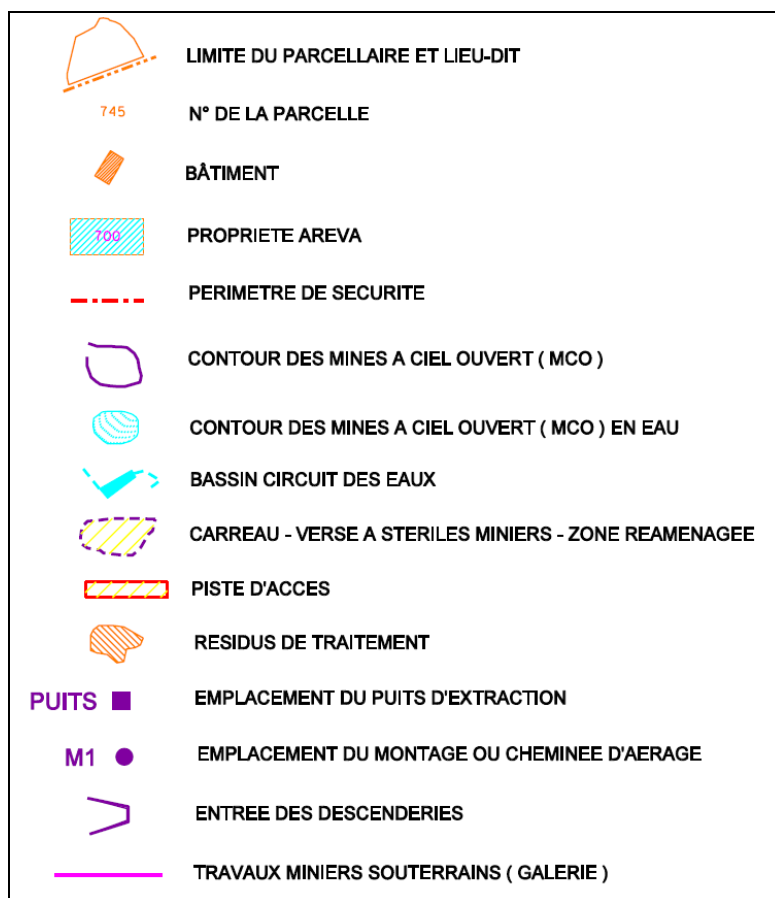 LIMITE DU PARCELLAIRE ET LIEU-DIT
745 N° DE LA PARCELLE
BÂTIMENT
700 PROPRIETE AREVA
PERIMETRE DE SECURITE
CONTOUR DES MINES A CIEL OUVERT ( MCO )
CONTOUR DES MINES A CIEL OUVERT ( MCO ) EN EAU
BASSIN CIRCUIT DES EAUX
CARREAU - VERSE A STERILES MINIERS - ZONE REAMENAGEE
PISTE D'ACCES
RESIDUS DE TRAITEMENT
PUITS EMPLACEMENT DU PUITS D'EXTRACTION
M1 EMPLACEMENT DU MONTAGE OU CHEMINEE D'AERAGE
ENTREE DES DESCENDERIES
TRAVAUX MINIERS SOUTERRAINS ( GALERIE )